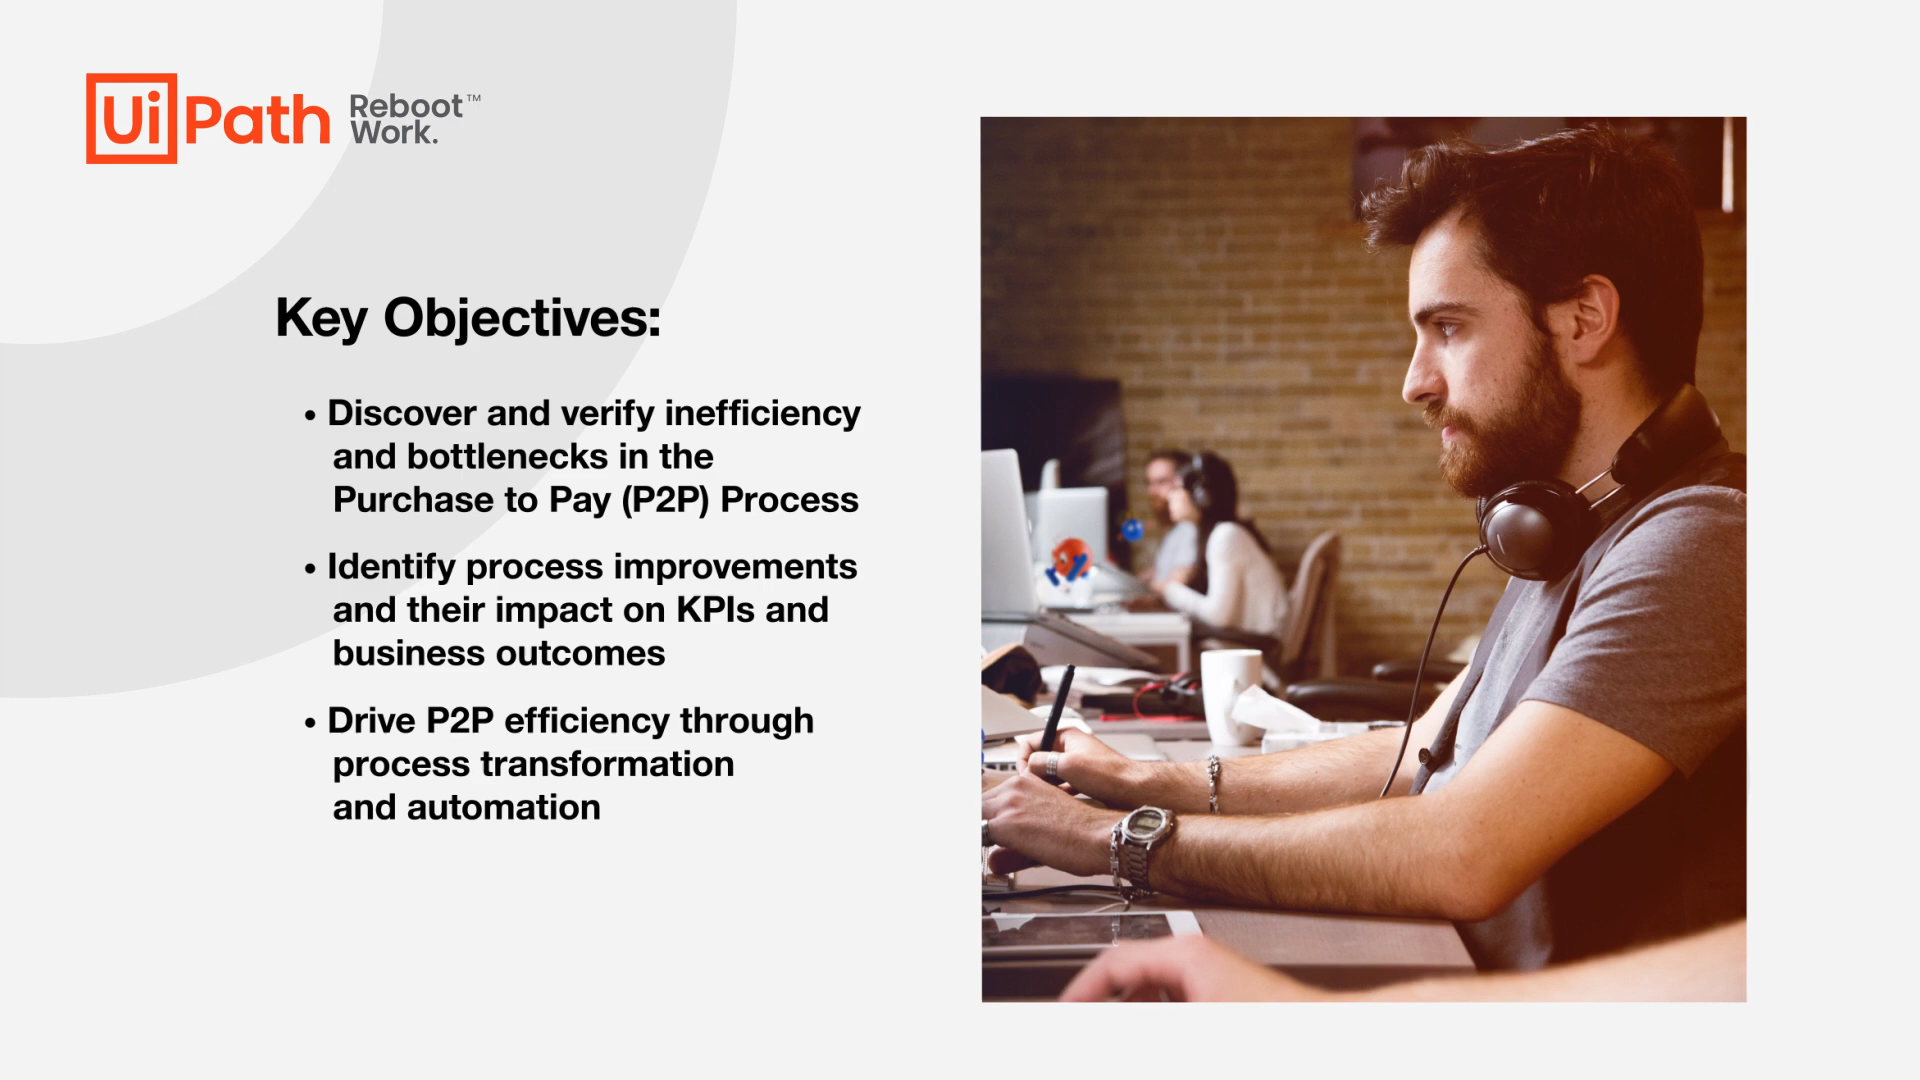 UiPath Reboot™
Work.
Key Objectives:
• Discover and verify inefficiency
and bottlenecks in the
Purchase to Pay (P2P) Process
• Identify process improvements
and their impact on KPIs and
business outcomes
• Drive P2P efficiency through
process transformation
and automation